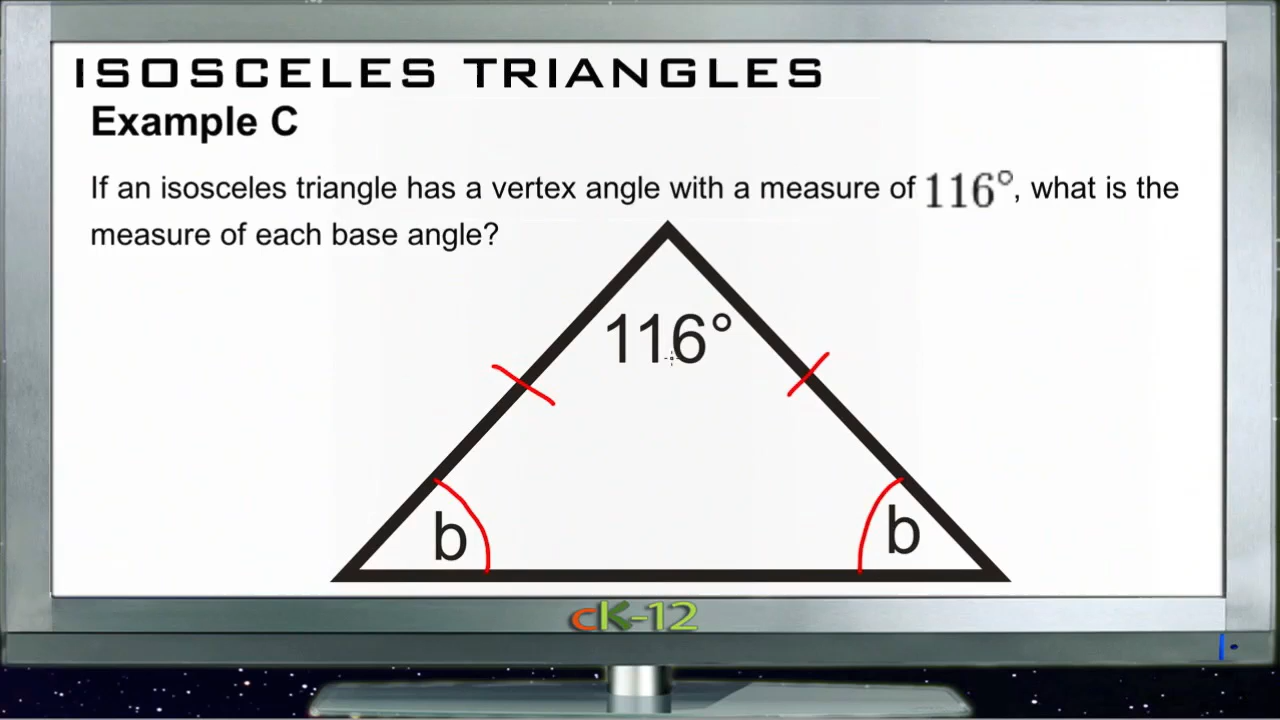 ISOSCELES TRIANGLES
Example C
If an isosceles triangle has a vertex angle with a measure of 116°, what is the
measure of each base angle?
116°
b
b
cK-12